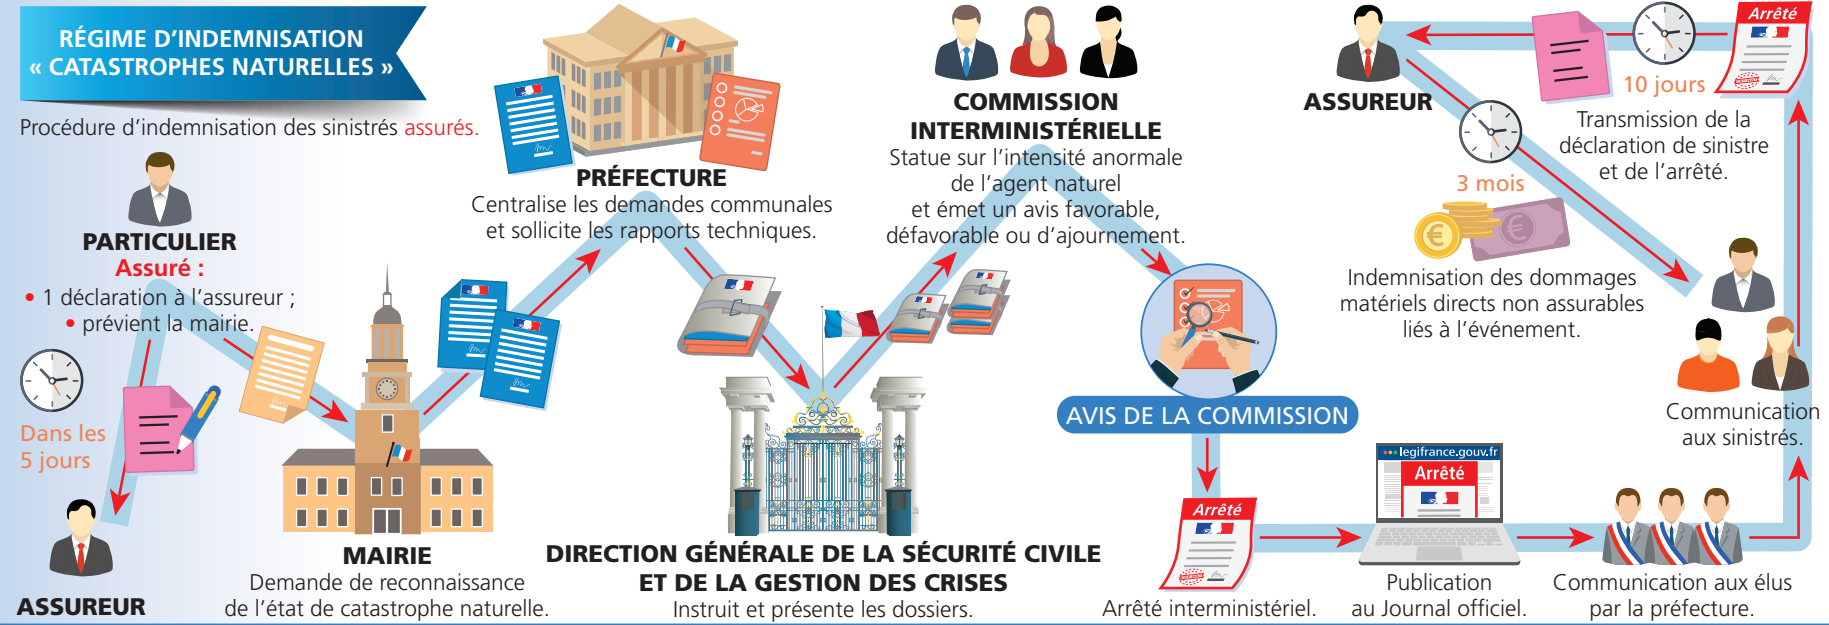 RÉGIME D'INDEMNISATION
« CATASTROPHES NATURELLES »
Procédure d'indemnisation des sinistrés assurés.
PARTICULIER
Assuré :
• 1 déclaration à l'assureur ;
• prévient la mairie.
Dans les
5 jours
ASSUREUR
MAIRIE
Demande de reconnaissance
de l'état de catastrophe naturelle.
PRÉFECTURE
Centralise les demandes communales
et sollicite les rapports techniques.
DIRECTION GÉNÉRALE DE LA SÉCURITÉ CIVILE
ET DE LA GESTION DES CRISES
Instruit et présente les dossiers.
COMMISSION
INTERMINISTÉRIELLE
Statue sur l'intensité anormale
de l'agent naturel
et émet un avis favorable,
défavorable ou d'ajournement.
AVIS DE LA COMMISSION
Arrêté
Arrêté interministériel.
legifrance.gouv.fr
Arrêté
Publication
au Journal officiel.
Communication aux élus
par la préfecture.
Communication
aux sinistrés.
Arrêté
10 jours
Transmission de la
déclaration de sinistre
et de l'arrêté.
ASSUREUR
3 mois
Indemnisation des dommages
matériels directs non assurables
liés à l'événement.